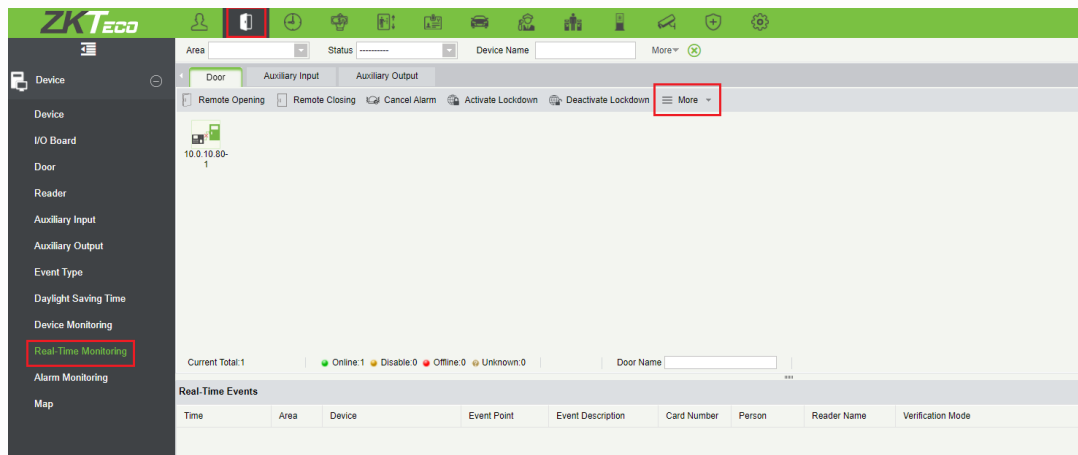 ZKTeco
Area Status ---------- Device Name More
Device
Door Auxiliary Input Auxiliary Output
Remote Opening Remote Closing Cancel Alarm Activate Lockdown Deactivate Lockdown More
Device
I/O Board
Door
Reader
Auxiliary Input
Auxiliary Output
Event Type
Daylight Saving Time
Device Monitoring
Real-Time Monitoring
Alarm Monitoring
Map
10.0.10.80-
1
Current Total:1 Online:1 Disable:0 Offline:0 Unknown:0 Door Name
Real-Time Events
Time Area Device Event Point Event Description Card Number Person Reader Name Verification Mode